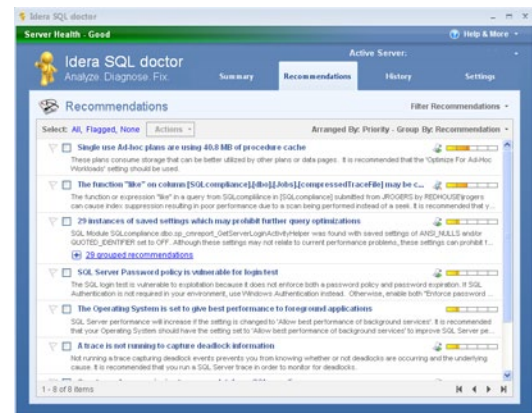 Idera SQL doctor
Server Health - Good
Help & More
Idera SQL doctor
Analyze. Diagnose. Fix.
Active Server:
Summary
Recommendations
History
Settings
Recommendations
Filter Recommendations
Select: All, Flagged, None
Actions
Arranged By: Priority - Group By: Recommendation
Single use Ad-hoc plans are using 40.8 MB of procedure cache
These plans consume storage that can be better utilized by other plans or data pages. It is recommended that the 'Optimize For Ad-Hoc
Workloads' setting should be used.
The function "like" on column [SQLcompliance].[dbo].[Jobs].[compressedTraceFile] may be c...
The function or expression "like" in a query from SQLcompliance in [SQLcompliance] submitted from JROGERS by REDHOUSE\jrogers
can cause index suppression resulting in poor performance due to a scan being performed instead of a seek. It is recommended that y...
29 instances of saved settings which may prohibit further query optimizations
SQL Module SQLcompliance.dbo.sp_cmreport_GetServerLoginActivityHelper was found with saved settings of ANSI_NULLS and/or
QUOTED_IDENTIFIER set to OFF. Although these settings may not relate to current performance problems, these settings can prohibit f...
29 grouped recommendations
SQL Server Password policy is vulnerable for login test
The SQL login test is vulnerable to exploitation because it does not enforce both a password policy and password expiration. If SQL
Authentication is not required in your environment, use Windows Authentication instead. Otherwise, enable both "Enforce password ...
The Operating System is set to give best performance to foreground applications
SQL Server performance will increase if the setting is changed to 'Allow best performance of background services'. It is recommended
that your Operating System should have the setting set to 'Allow best performance of background services' to improve SQL Server pe...
A trace is not running to capture deadlock information
Not running a trace capturing deadlock events prevents you from knowing whether or not deadlocks are occurring and the underlying
cause. It is recommended that you run a SQL Server trace in order to monitor for deadlocks.
1 - 8 of 8 items